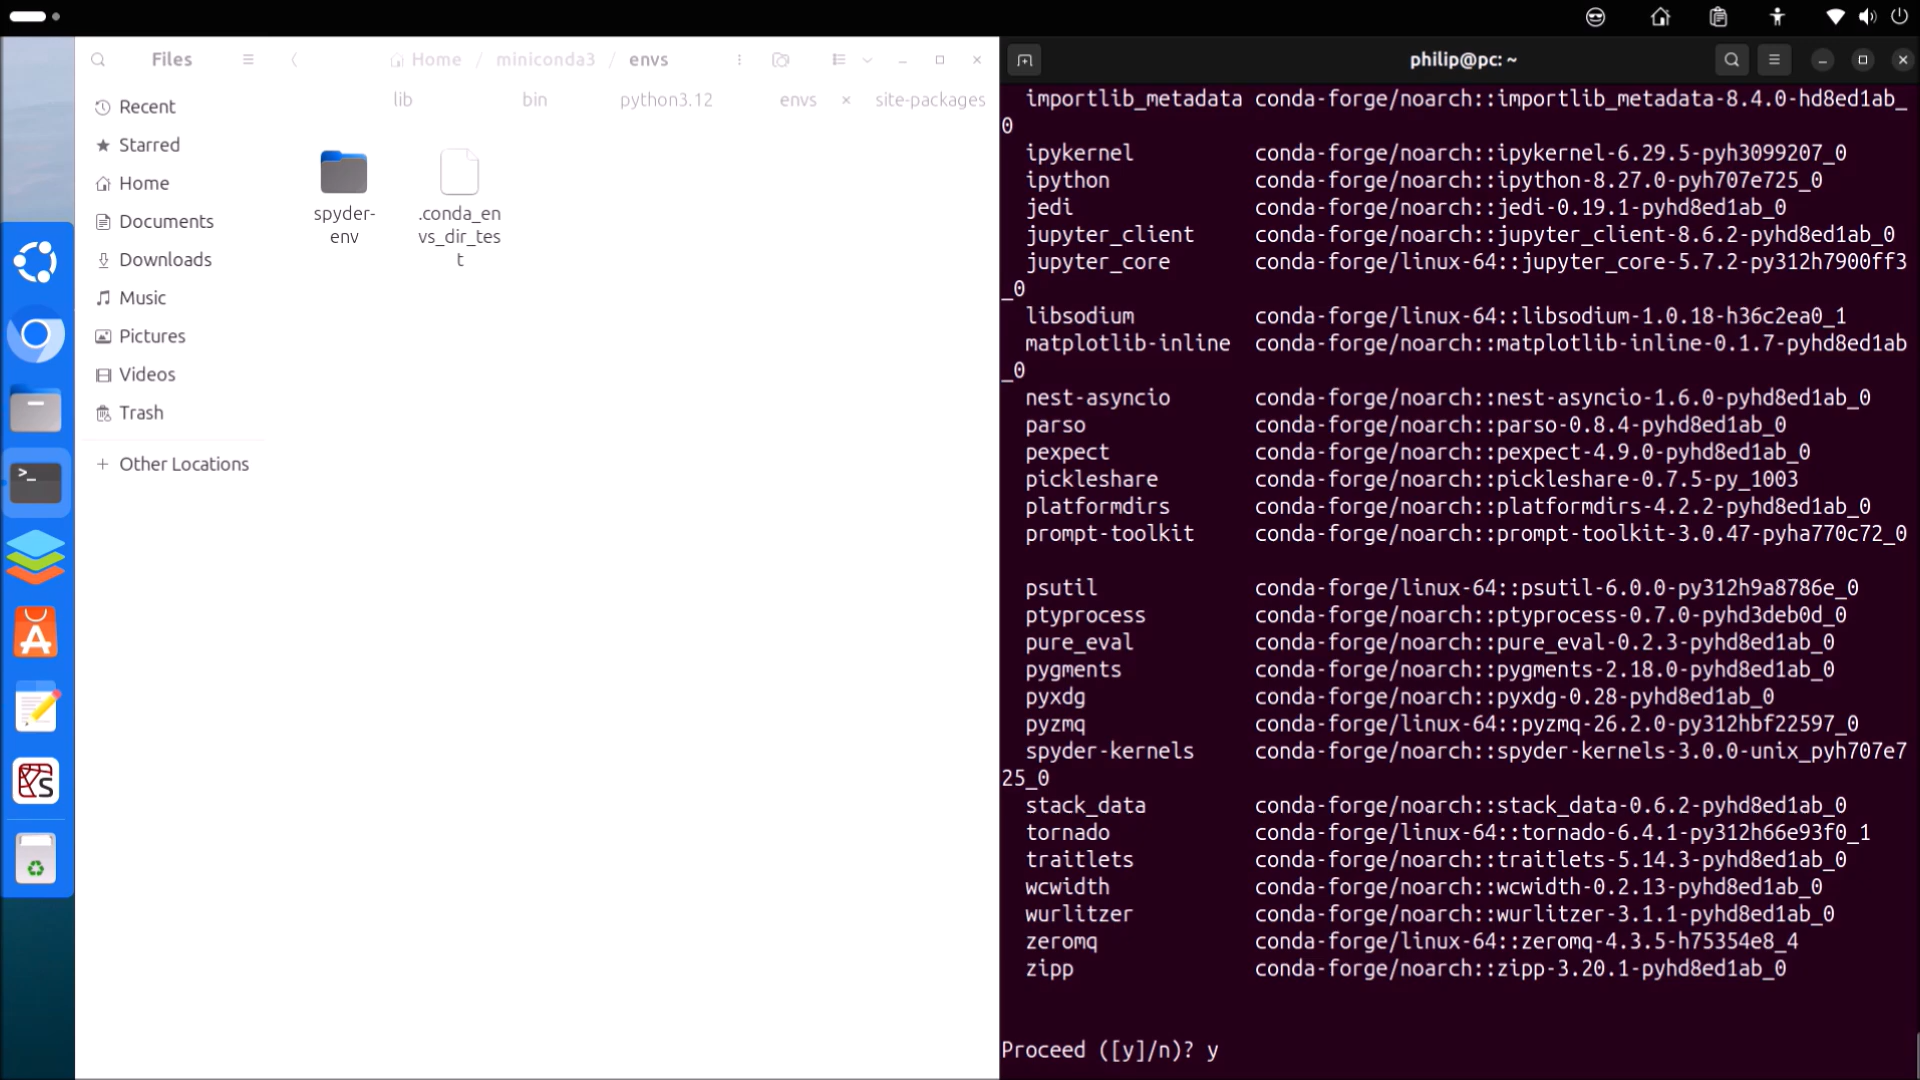 Files
Home / miniconda3 / envs
lib bin python3.12 envs × site-packages
Recent
Starred
Home
Documents
Downloads
Music
Pictures
Videos
Trash
+ Other Locations
spyder-
env
.conda_en
vs_dir_tes
t
philip@pc: ~
importlib_metadata conda-forge/noarch::importlib_metadata-8.4.0-hd8ed1ab_
0
ipykernel conda-forge/noarch::ipykernel-6.29.5-pyh3099207_0
ipython conda-forge/noarch::ipython-8.27.0-pyh707e725_0
jedi conda-forge/noarch::jedi-0.19.1-pyhd8ed1ab_0
jupyter_client conda-forge/noarch::jupyter_client-8.6.2-pyhd8ed1ab_0
jupyter_core conda-forge/linux-64::jupyter_core-5.7.2-py312h7900ff3
_0
libsodium conda-forge/linux-64::libsodium-1.0.18-h36c2ea0_1
matplotlib-inline conda-forge/noarch::matplotlib-inline-0.1.7-pyhd8ed1ab
_0
nest-asyncio conda-forge/noarch::nest-asyncio-1.6.0-pyhd8ed1ab_0
parso conda-forge/noarch::parso-0.8.4-pyhd8ed1ab_0
pexpect conda-forge/noarch::pexpect-4.9.0-pyhd8ed1ab_0
pickleshare conda-forge/noarch::pickleshare-0.7.5-py_1003
platformdirs conda-forge/noarch::platformdirs-4.2.2-pyhd8ed1ab_0
prompt-toolkit conda-forge/noarch::prompt-toolkit-3.0.47-pyha770c72_0
psutil conda-forge/linux-64::psutil-6.0.0-py312h9a8786e_0
ptyprocess conda-forge/noarch::ptyprocess-0.7.0-pyhd3deb0d_0
pure_eval conda-forge/noarch::pure_eval-0.2.3-pyhd8ed1ab_0
pygments conda-forge/noarch::pygments-2.18.0-pyhd8ed1ab_0
pyxdg conda-forge/noarch::pyxdg-0.28-pyhd8ed1ab_0
pyzmq conda-forge/linux-64::pyzmq-26.2.0-py312hbf22597_0
spyder-kernels conda-forge/noarch::spyder-kernels-3.0.0-unix_pyh707e7
25_0
stack_data conda-forge/noarch::stack_data-0.6.2-pyhd8ed1ab_0
tornado conda-forge/linux-64::tornado-6.4.1-py312h66e93f0_1
traitlets conda-forge/noarch::traitlets-5.14.3-pyhd8ed1ab_0
wcwidth conda-forge/noarch::wcwidth-0.2.13-pyhd8ed1ab_0
wurlitzer conda-forge/noarch::wurlitzer-3.1.1-pyhd8ed1ab_0
zeromq conda-forge/linux-64::zeromq-4.3.5-h75354e8_4
zipp conda-forge/noarch::zipp-3.20.1-pyhd8ed1ab_0
Proceed ([y]/n)? y